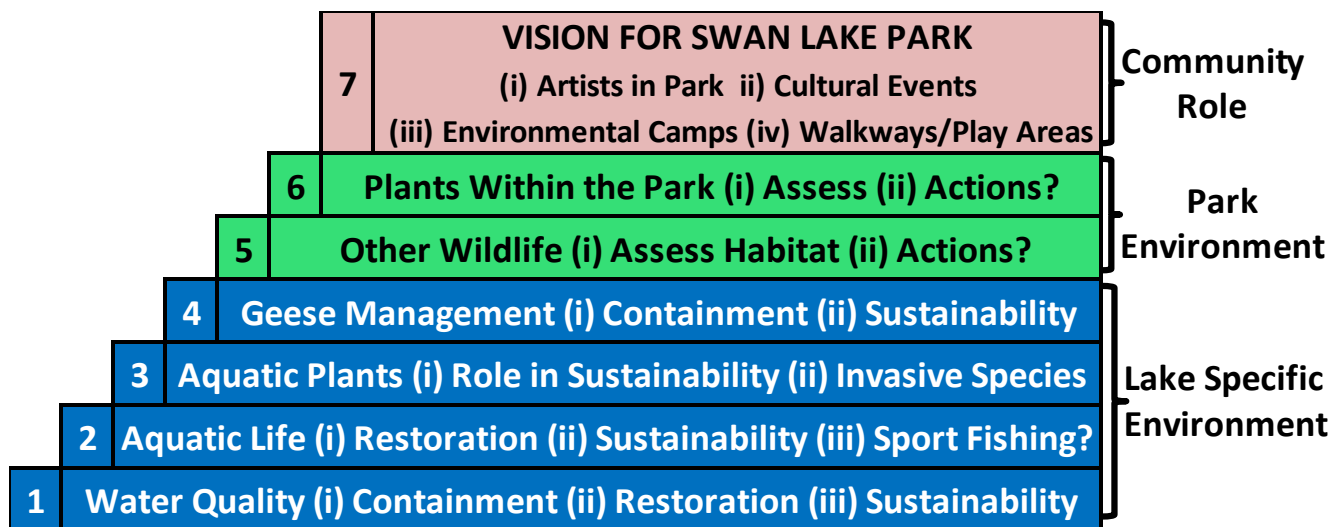 VISION FOR SWAN LAKE PARK
7
(i) Artists in Park ii) Cultural Events
(iii) Environmental Camps (iv) Walkways/Play Areas
Community
Role
6 Plants Within the Park (i) Assess (ii) Actions?
5 Other Wildlife (i) Assess Habitat (ii) Actions?
Park
Environment
4 Geese Management (i) Containment (ii) Sustainability
3 Aquatic Plants (i) Role in Sustainability (ii) Invasive Species
2 Aquatic Life (i) Restoration (ii) Sustainability (iii) Sport Fishing?
1 Water Quality (i) Containment (ii) Restoration (iii) Sustainability
Lake Specific
Environment